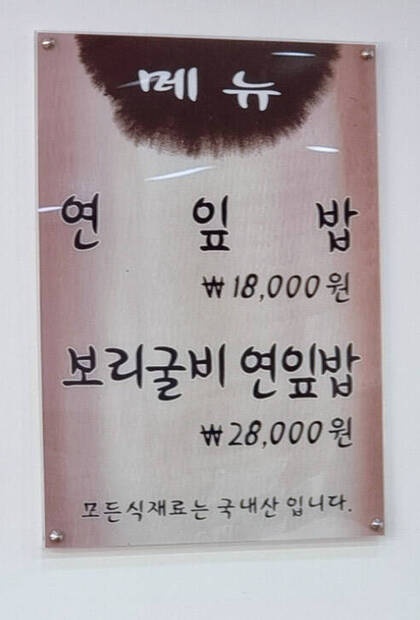 메뉴
연 잎 밥
₩18,000원
보리굴비 연잎밥
₩28,000원
모든식재료는 국내산 입니다.